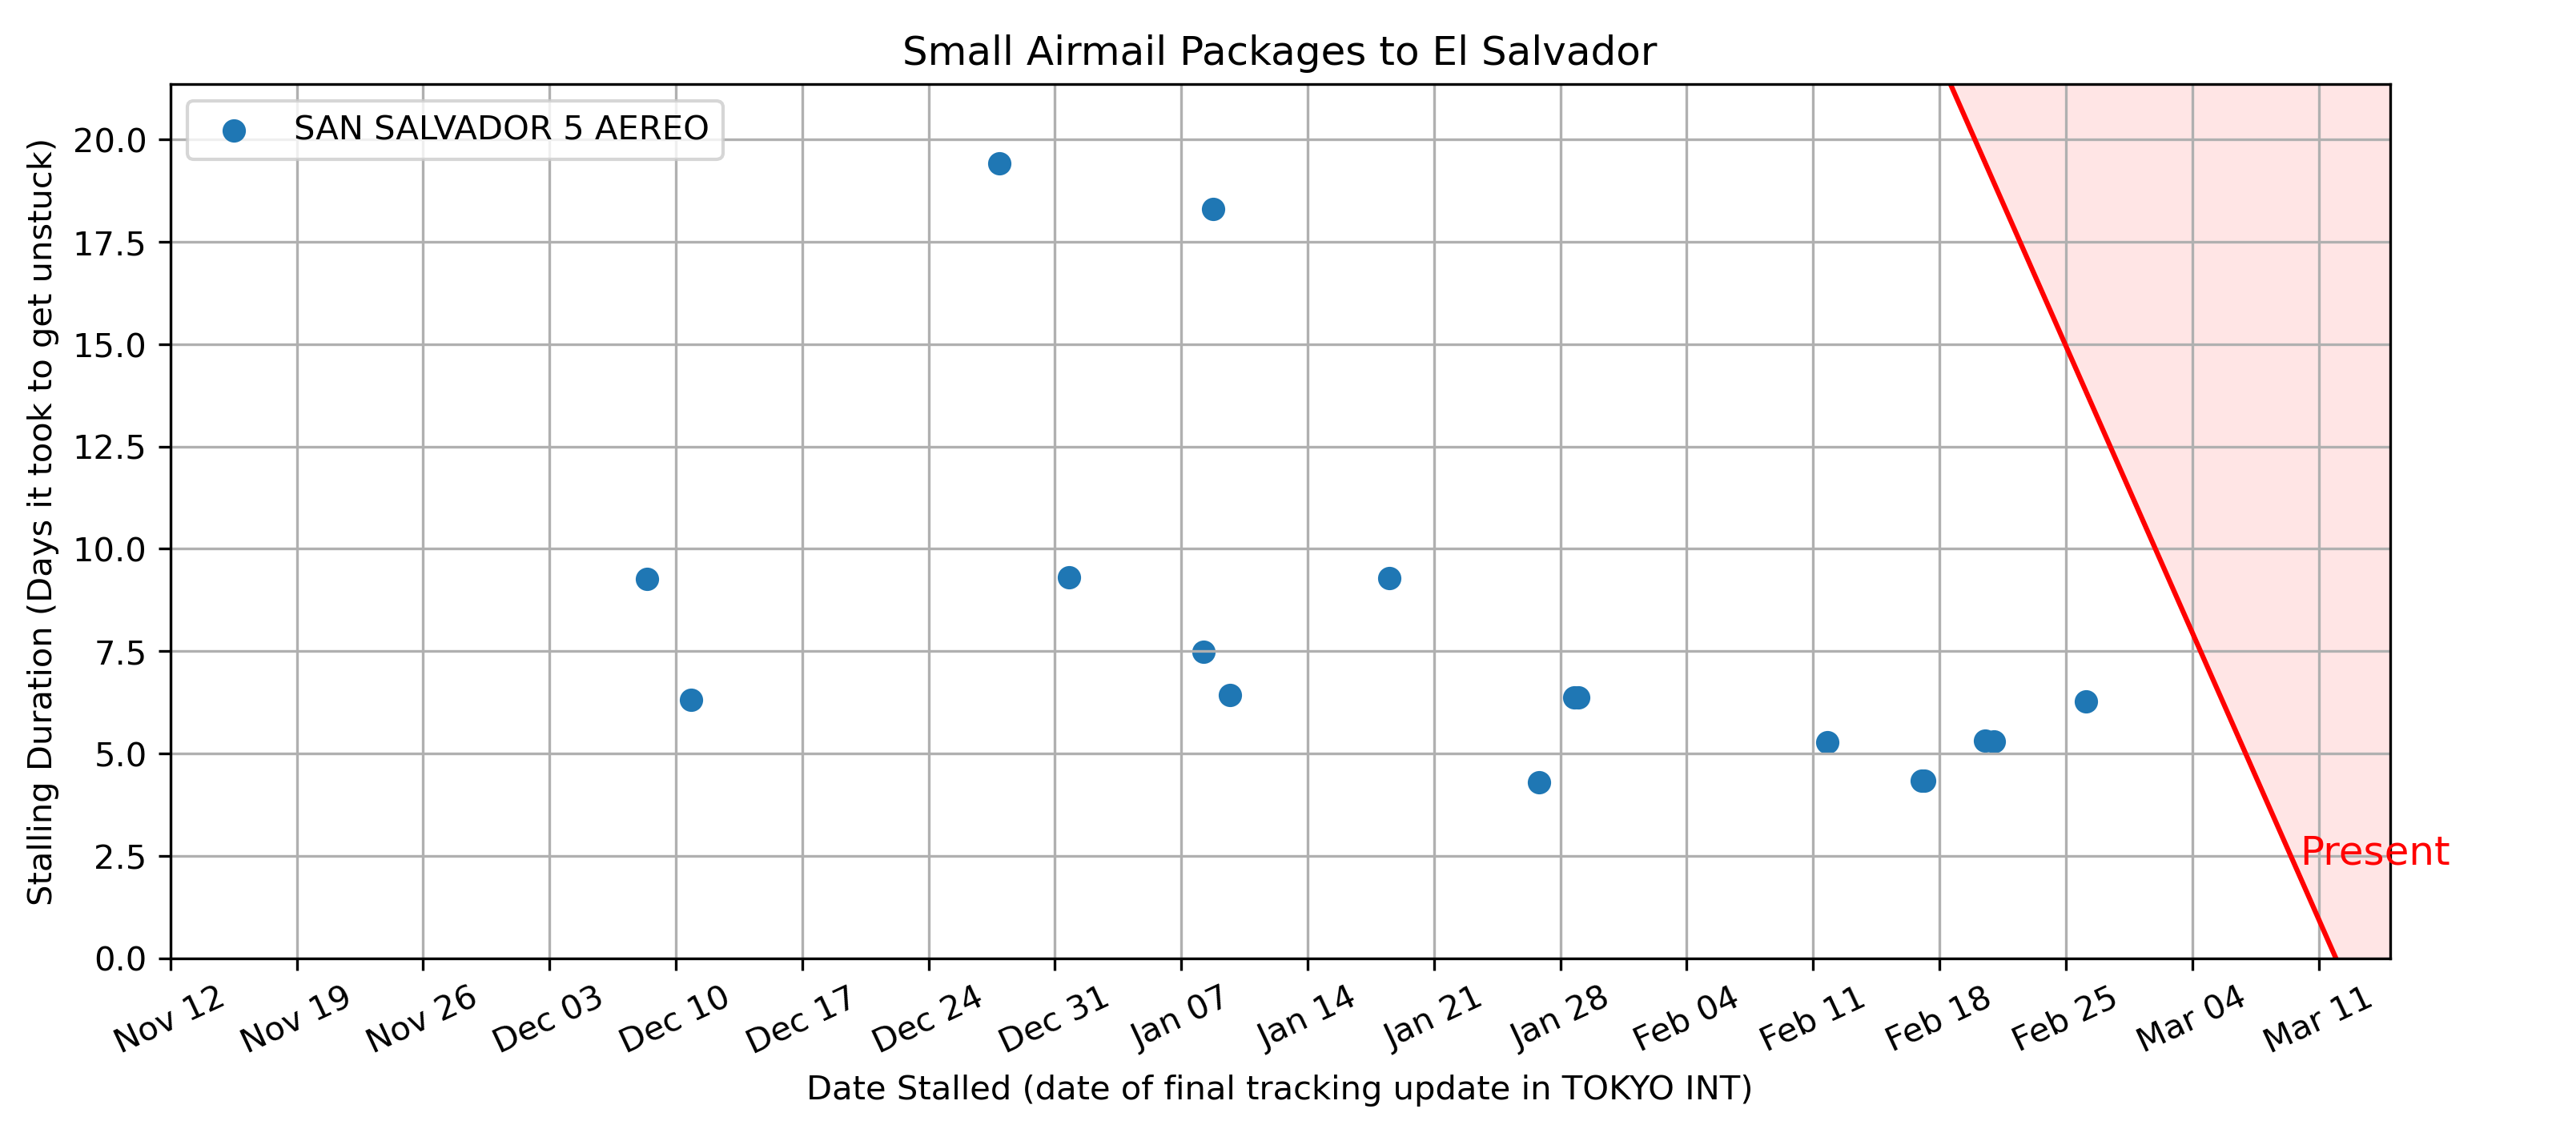 Small Airmail Packages to El Salvador
SAN SALVADOR 5 AEREO
Stalling Duration (Days it took to get unstuck)
20.0
17.5
15.0
12.5
10.0
7.5
5.0
2.5
0.0
Present
Nov 12
Nov 19
Nov 26
Dec 03
Dec 10
Dec 17
Dec 24
Dec 31
Jan 07
Jan 14
Jan 21
Jan 28
Feb 04
Feb 11
Feb 18
Feb 25
Mar 04
Mar 11
Date Stalled (date of final tracking update in TOKYO INT)